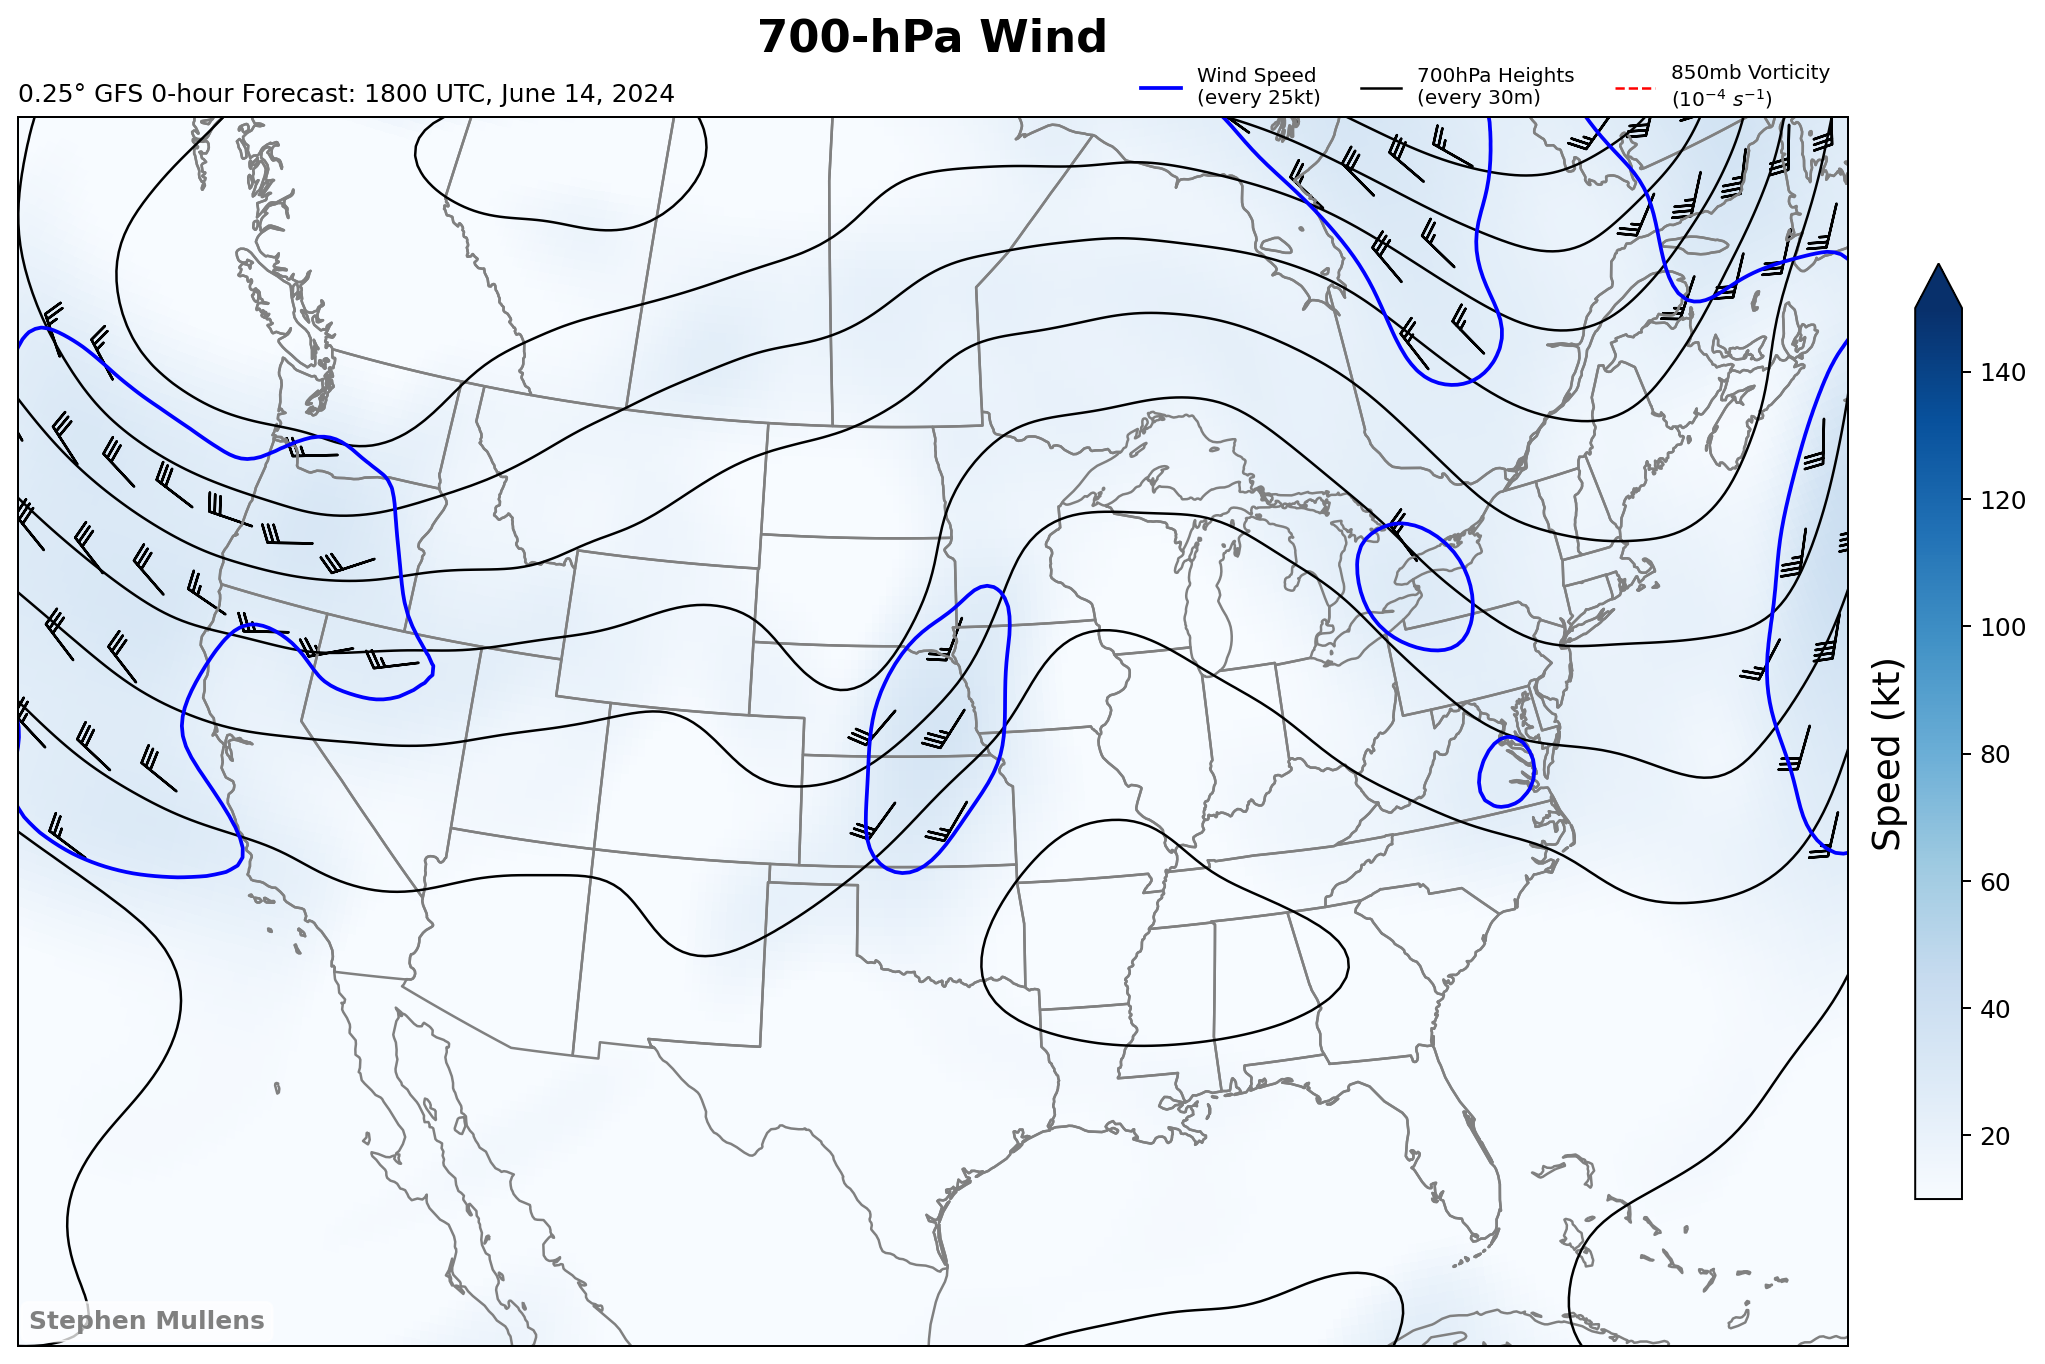 700-hPa Wind
0.25° GFS 0-hour Forecast: 1800 UTC, June 14, 2024
Wind Speed
(every 25kt)
700hPa Heights
(every 30m)
850mb Vorticity
(10⁻⁴ s⁻¹)
140
120
100
80
60
40
20
Speed (kt)
Stephen Mullens